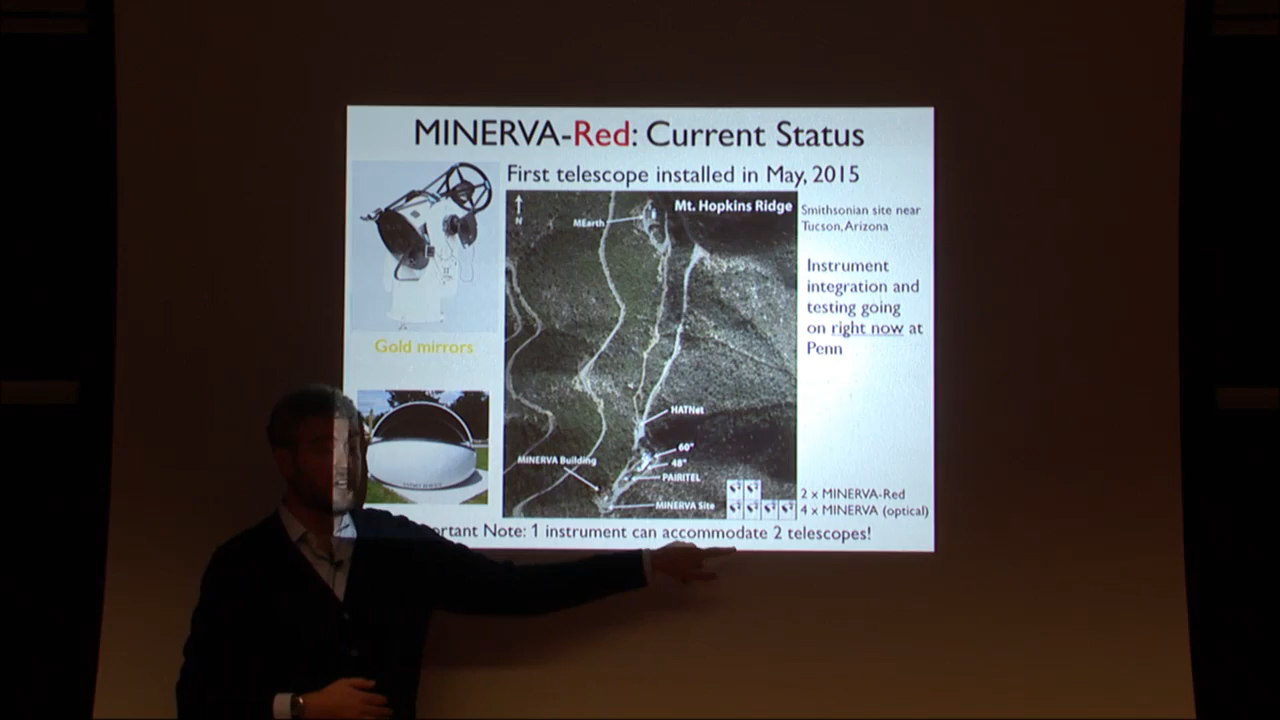 MINERVA-Red: Current Status
First telescope installed in May, 2015
N
MEarth
Mt. Hopkins Ridge
Smithsonian site near
Tucson, Arizona
Instrument
integration and
testing going
on right now at
Penn
Gold mirrors
HATNet
60"
48"
PAIRITEL
MINERVA Building
MINERVA Site
2 x MINERVA-Red
4 x MINERVA (optical)
ortant Note: 1 instrument can accommodate 2 telescopes!